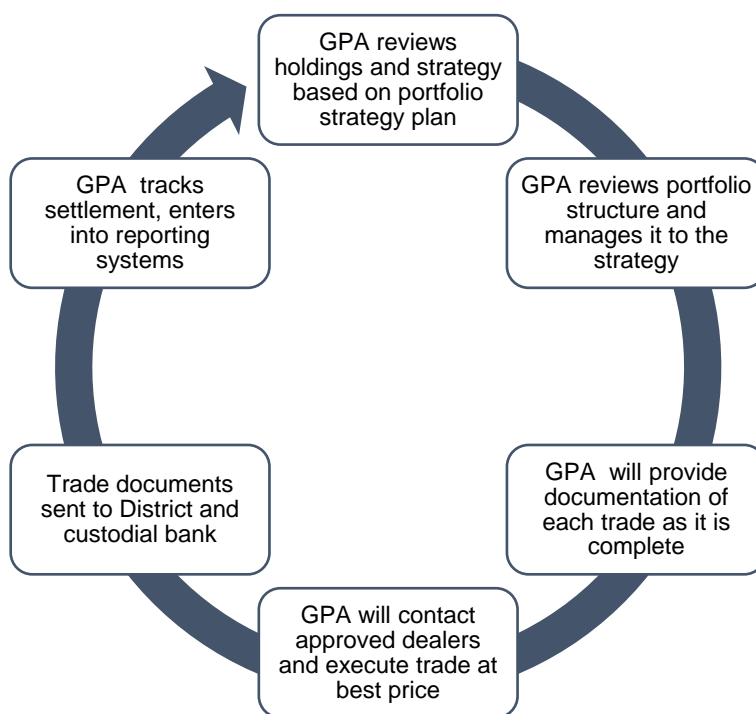 GPA reviews
holdings and strategy
based on portfolio
strategy plan
GPA reviews portfolio
structure and
manages it to the
strategy
GPA will provide
documentation of
each trade as it is
complete
GPA will contact
approved dealers
and execute trade at
best price
Trade documents
sent to District and
custodial bank
GPA tracks
settlement, enters
into reporting
systems